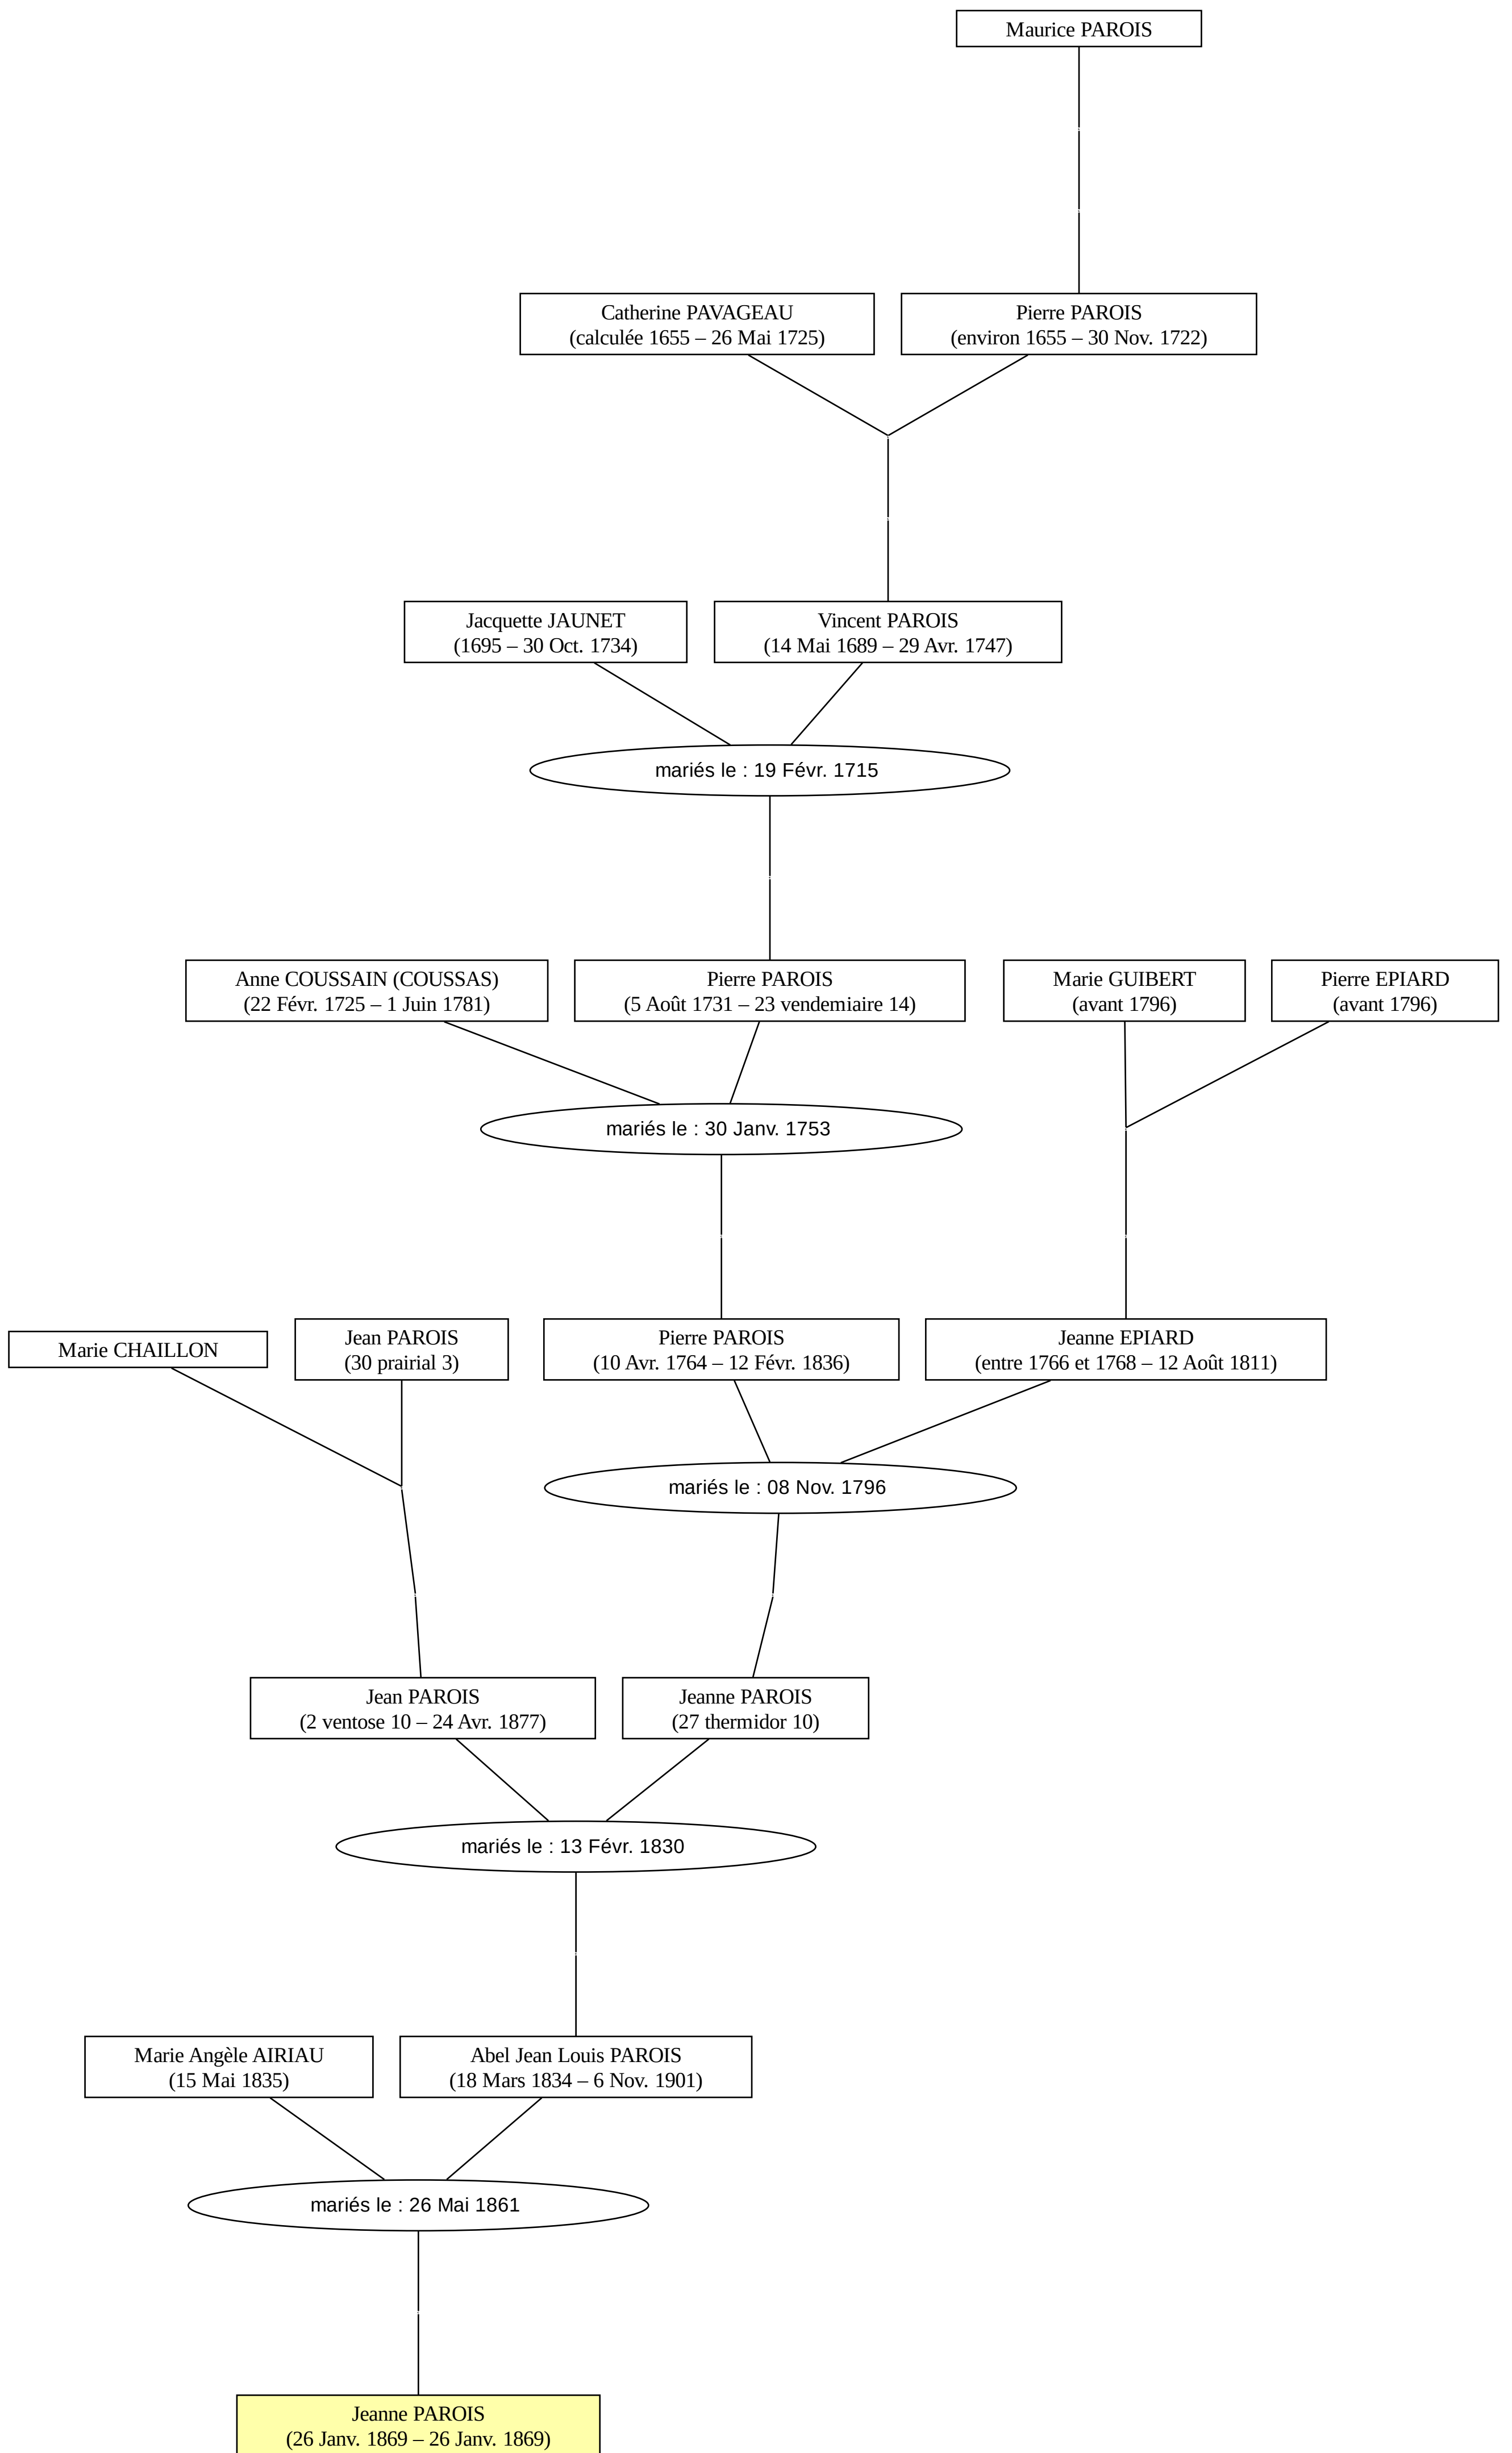 Maurice PAROIS
Catherine PAVAGEAU
(calculée 1655 – 26 Mai 1725)
Pierre PAROIS
(environ 1655 – 30 Nov. 1722)
Jacquette JAUNET
(1695 – 30 Oct. 1734)
Vincent PAROIS
(14 Mai 1689 – 29 Avr. 1747)
mariés le : 19 Févr. 1715
Anne COUSSAIN (COUSSAS)
(22 Févr. 1725 – 1 Juin 1781)
Pierre PAROIS
(5 Août 1731 – 23 vendemiaire 14)
Marie GUIBERT
(avant 1796)
Pierre EPIARD
(avant 1796)
mariés le : 30 Janv. 1753
Marie CHAILLON
Jean PAROIS
(30 prairial 3)
Pierre PAROIS
(10 Avr. 1764 – 12 Févr. 1836)
Jeanne EPIARD
(entre 1766 et 1768 – 12 Août 1811)
mariés le : 08 Nov. 1796
Jean PAROIS
(2 ventose 10 – 24 Avr. 1877)
Jeanne PAROIS
(27 thermidor 10)
mariés le : 13 Févr. 1830
Marie Angèle AIRIAU
(15 Mai 1835)
Abel Jean Louis PAROIS
(18 Mars 1834 – 6 Nov. 1901)
mariés le : 26 Mai 1861
Jeanne PAROIS
(26 Janv. 1869 – 26 Janv. 1869)